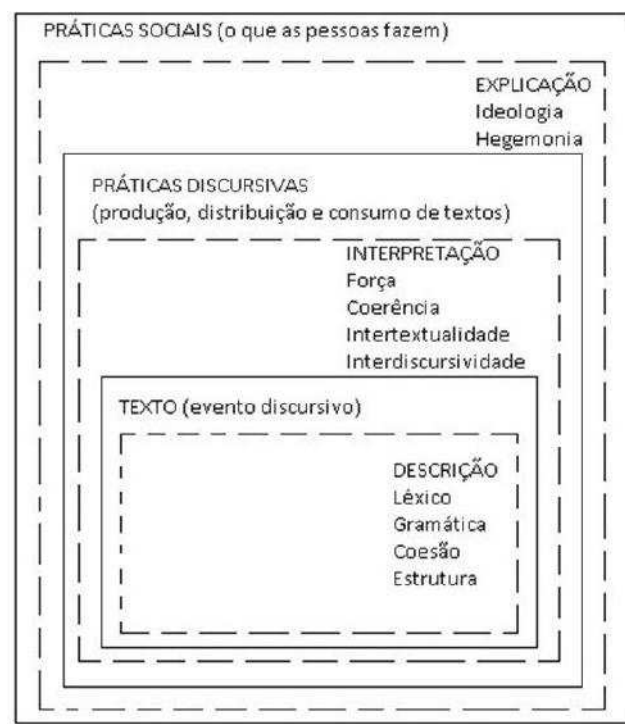 PRÁTICAS SOCIAIS (o que as pessoas fazem)
EXPLICAÇÃO
Ideologia
Hegemonia
PRÁTICAS DISCURSIVAS
(produção, distribuição e consumo de textos)
INTERPRETAÇÃO
Força
Coerência
Intertextualidade
Interdiscursividade
TEXTO (evento discursivo)
DESCRIÇÃO
Léxico
Gramática
Coesão
Estrutura